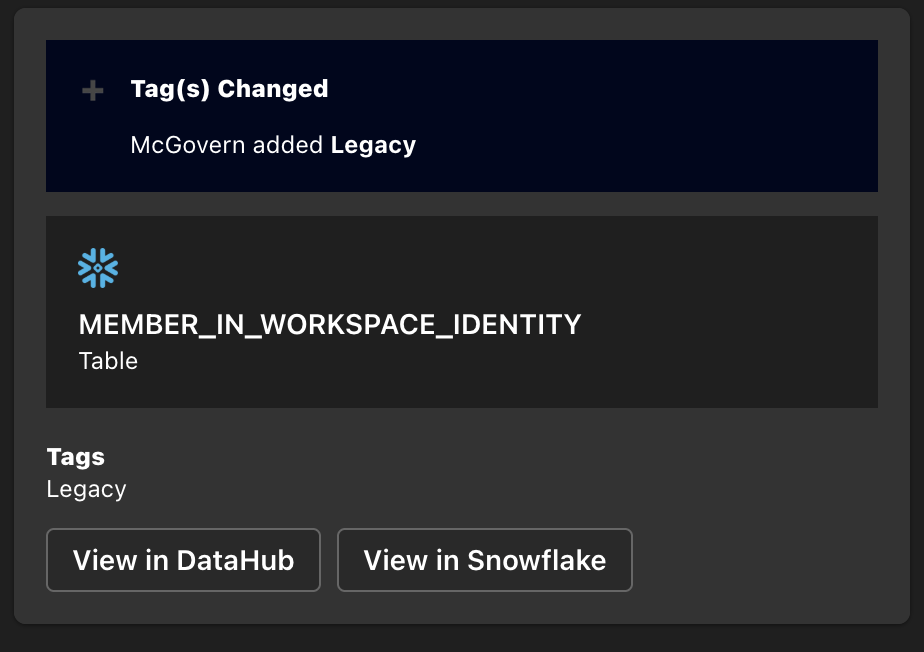 Tag(s) Changed
McGovern added Legacy
MEMBER_IN_WORKSPACE_IDENTITY
Table
Tags
Legacy
View in DataHub
View in Snowflake